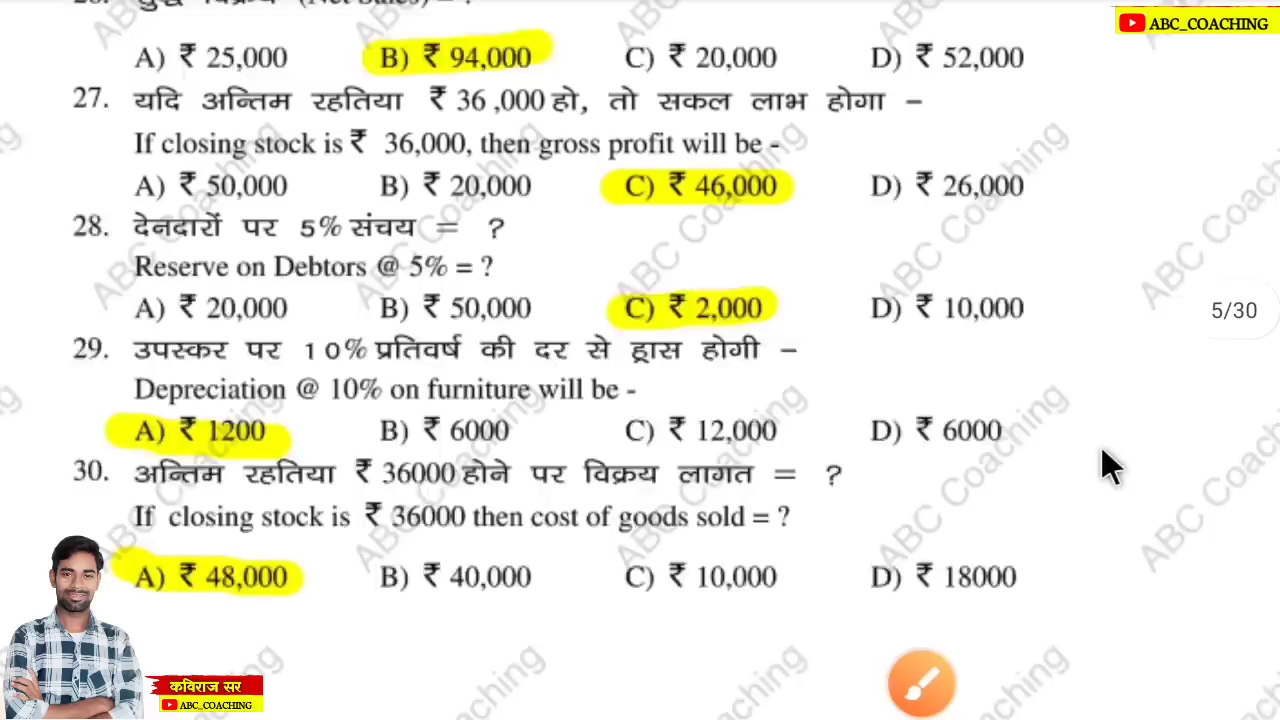 (Net Sales) = ?
ABC_COACHING
A) ₹ 25,000 B) ₹ 94,000 C) ₹ 20,000 D) ₹ 52,000
27. यदि अन्तिम रहतिया ₹ 36 ,000 हो, तो सकल लाभ होगा –
If closing stock is ₹ 36,000, then gross profit will be -
A) ₹ 50,000 B) ₹ 20,000 C) ₹ 46,000 D) ₹ 26,000
28. देनदारों पर 5% संचय = ?
Reserve on Debtors @ 5% = ?
A) ₹ 20,000 B) ₹ 50,000 C) ₹ 2,000 D) ₹ 10,000
5/30
29. उपस्कर पर 10% प्रतिवर्ष की दर से ह्रास होगी –
Depreciation @ 10% on furniture will be -
A) ₹ 1200 B) ₹ 6000 C) ₹ 12,000 D) ₹ 6000
30. अन्तिम रहतिया ₹ 36000 होने पर विक्रय लागत = ?
If closing stock is ₹ 36000 then cost of goods sold = ?
A) ₹ 48,000 B) ₹ 40,000 C) ₹ 10,000 D) ₹ 18000
कविराज सर
ABC_COACHING
ABC Coaching